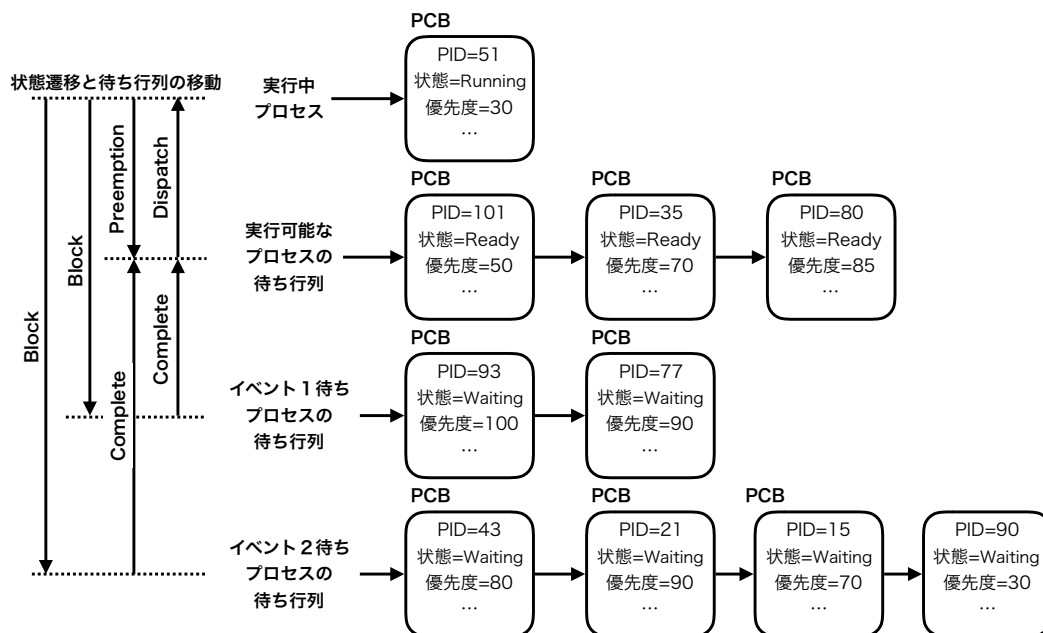 PCB
PID=51
状態=Running
優先度=30
…
状態遷移と待ち行列の移動
実行中
プロセス
Block
Block
Preemption
Dispatch
Complete
Complete
PCB
PCB
PCB
実行可能な
プロセスの
待ち行列
PID=101
状態=Ready
優先度=50
…
PID=35
状態=Ready
優先度=70
…
PID=80
状態=Ready
優先度=85
…
PCB
PCB
イベント1待ち
プロセスの
待ち行列
PID=93
状態=Waiting
優先度=100
…
PID=77
状態=Waiting
優先度=90
…
PCB
PCB
PCB
イベント2待ち
プロセスの
待ち行列
PID=43
状態=Waiting
優先度=80
…
PID=21
状態=Waiting
優先度=90
…
PID=15
状態=Waiting
優先度=70
…
PID=90
状態=Waiting
優先度=30
…